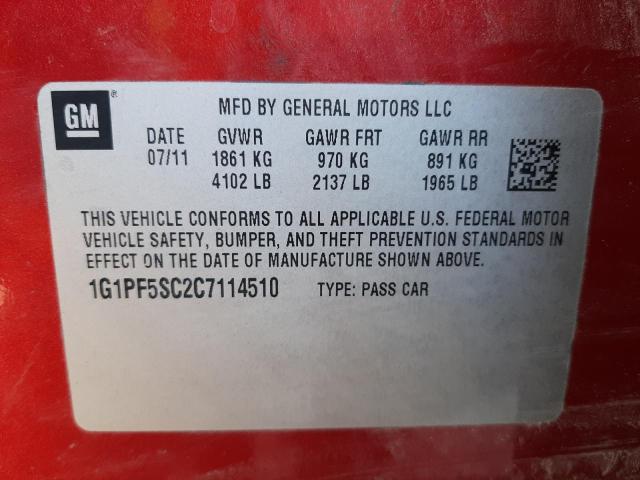 GM ®
MFD BY GENERAL MOTORS LLC
DATE GVWR GAWR FRT GAWR RR
07/11 1861 KG 970 KG 891 KG
4102 LB 2137 LB 1965 LB
THIS VEHICLE CONFORMS TO ALL APPLICABLE U.S. FEDERAL MOTOR
VEHICLE SAFETY, BUMPER, AND THEFT PREVENTION STANDARDS IN
EFFECT ON THE DATE OF MANUFACTURE SHOWN ABOVE.
1G1PF5SC2C7114510 TYPE: PASS CAR